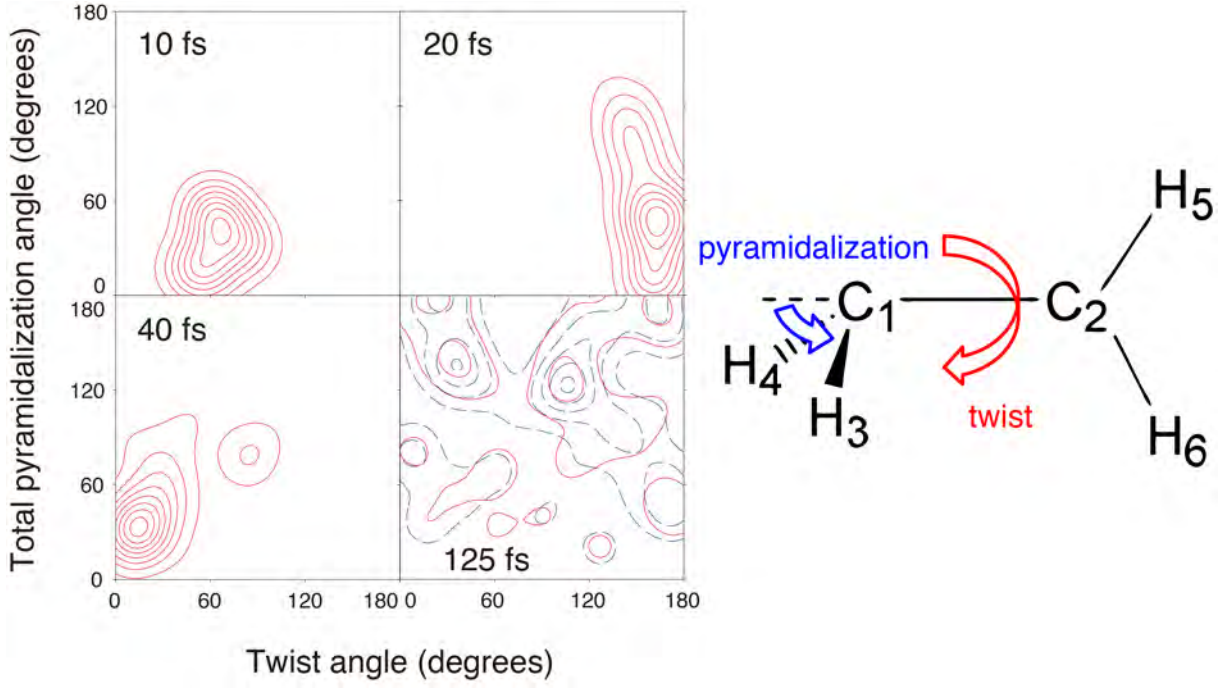 Total pyramidalization angle (degrees)
180
120
60
0
10 fs
20 fs
180
120
60
0
40 fs
125 fs
0
60
120
180
0
60
120
180
Twist angle (degrees)
pyramidalization
twist
C1
C2
H3
H4
H5
H6